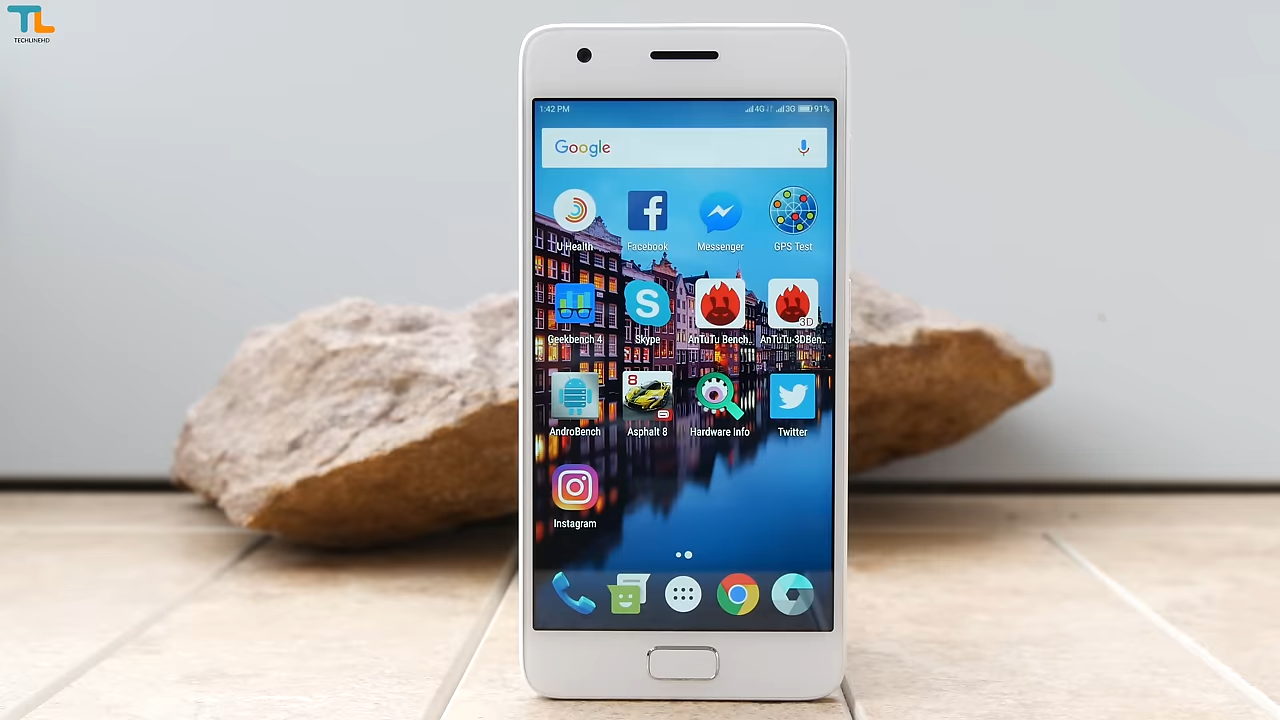 TL
TECHLINEHD
1:42 PM 4G 3G 91%
Google
U Health Facebook Messenger GPS Test
3D
Geekbench 4 Skype AnTuTu Bench.. AnTuTu 3DBen..
8
AndroBench Asphalt 8 Hardware Info Twitter
Instagram